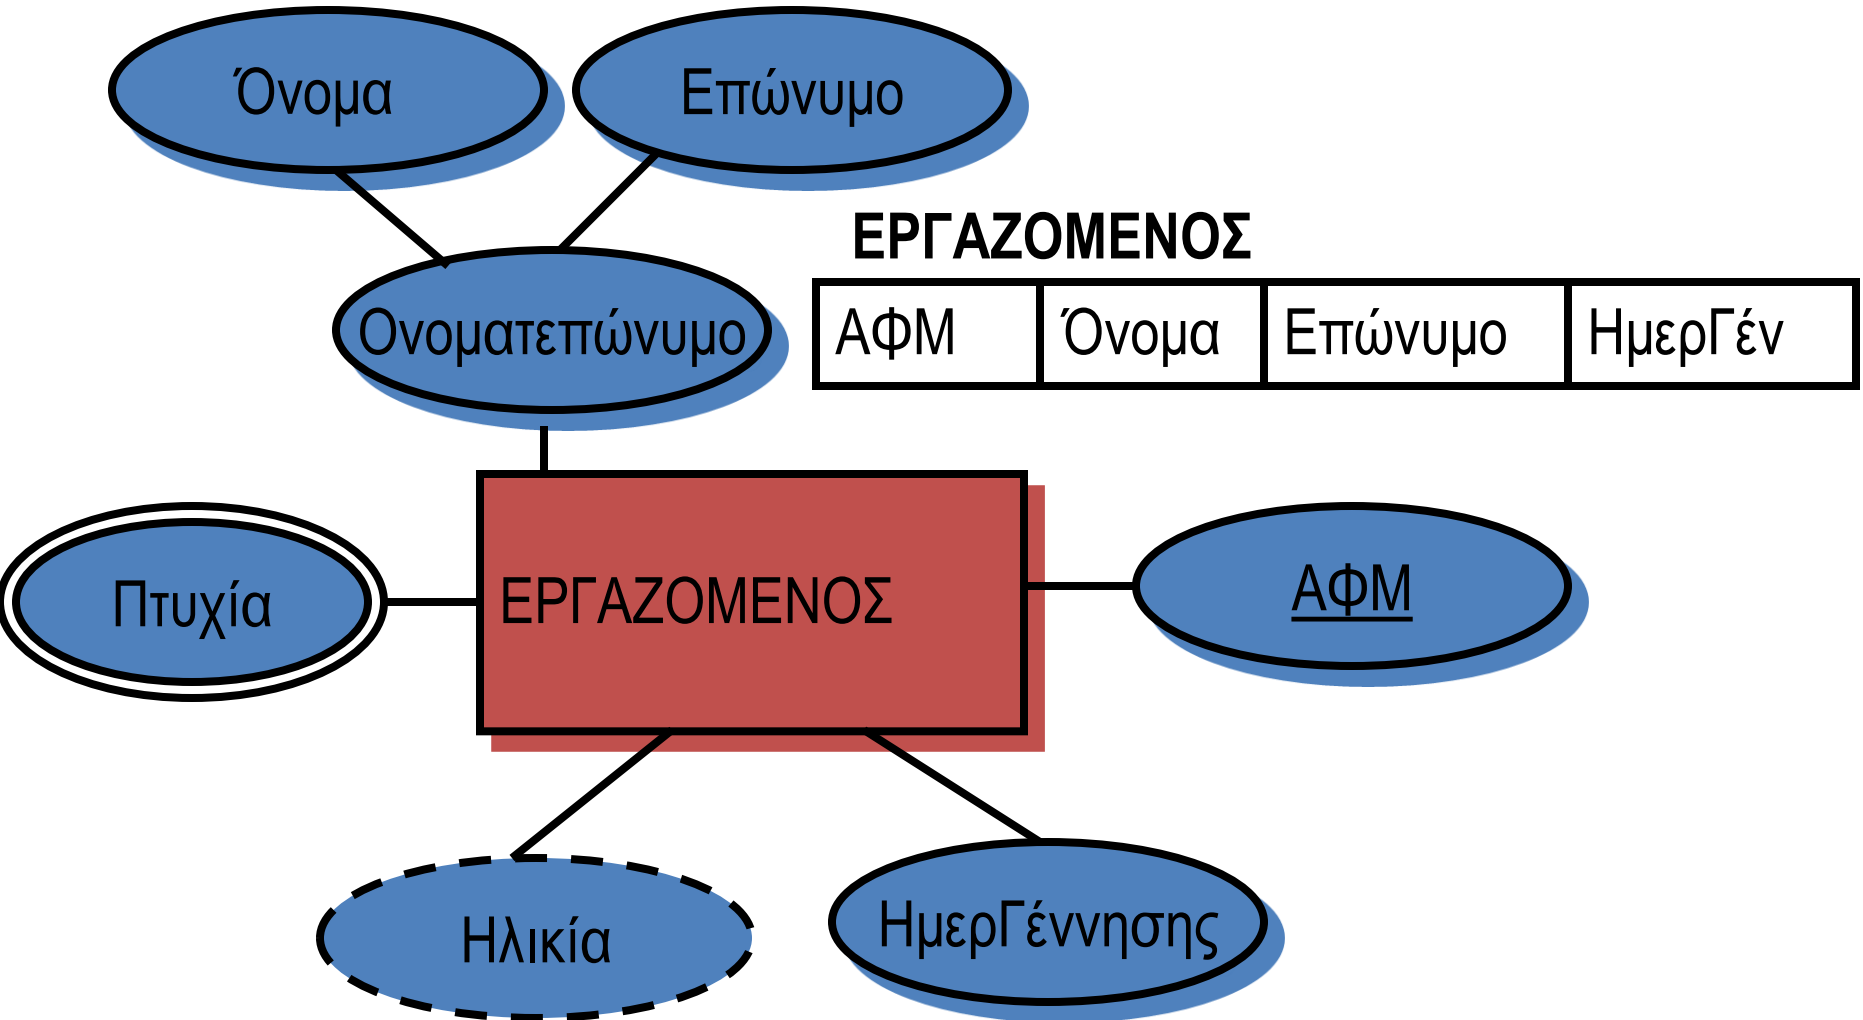 Όνομα
Επώνυμο
ΕΡΓΑΖΟΜΕΝΟΣ
Ονοματεπώνυμο
ΑΦΜ Όνομα Επώνυμο ΗμερΓέν
Πτυχία
ΕΡΓΑΖΟΜΕΝΟΣ
ΑΦΜ
Ηλικία
ΗμερΓέννησης